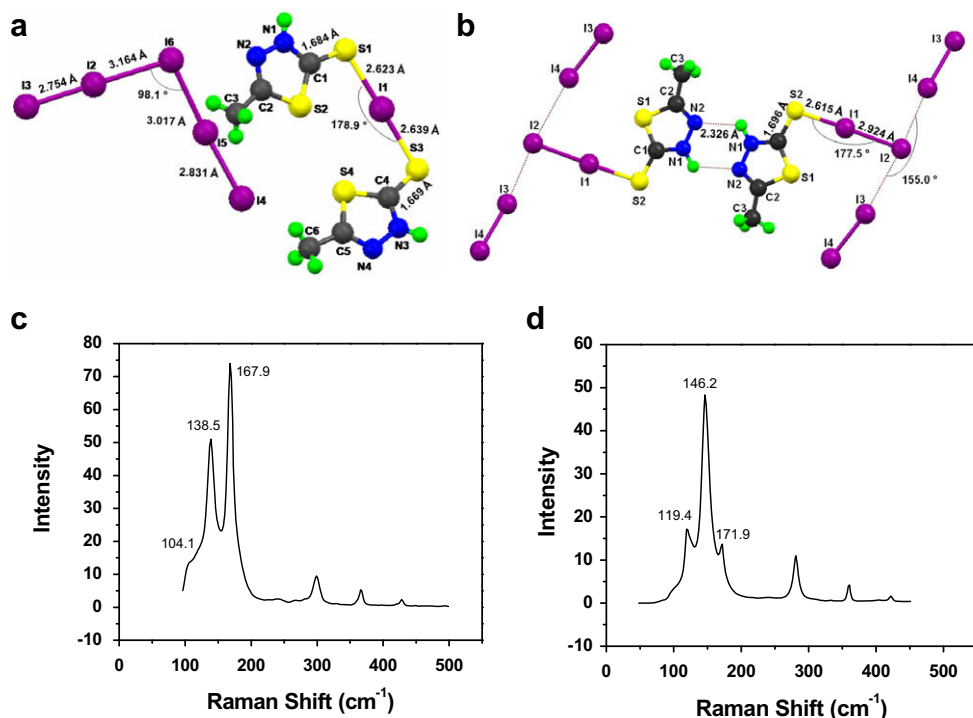 a
I6
I3
2.754 Å
I2
3.164 Å
98.1 °
3.017 Å
I5
2.831 Å
I4
N1
N2
1.684 Å
S1
C1
C2
S2
C3
2.623 Å
I1
178.9 °
2.639 Å
S3
S4
C4
1.669 Å
C6
C5
N4
N3
b
I3
I4
I2
I1
S2
I3
I4
C3
C2
S1
N2
C1
N1
2.326 Å
N1
N2
1.696 Å
S2
2.615 Å
I1
2.924 Å
177.5 °
I2
S1
C2
C3
I3
I4
155.0 °
I3
I4
c
80
70
60
50
40
30
20
10
0
-10
Intensity
167.9
138.5
104.1
0 100 200 300 400 500
Raman Shift (cm-1)
d
60
50
40
30
20
10
0
-10
Intensity
146.2
119.4
171.9
0 100 200 300 400 500
Raman Shift (cm-1)